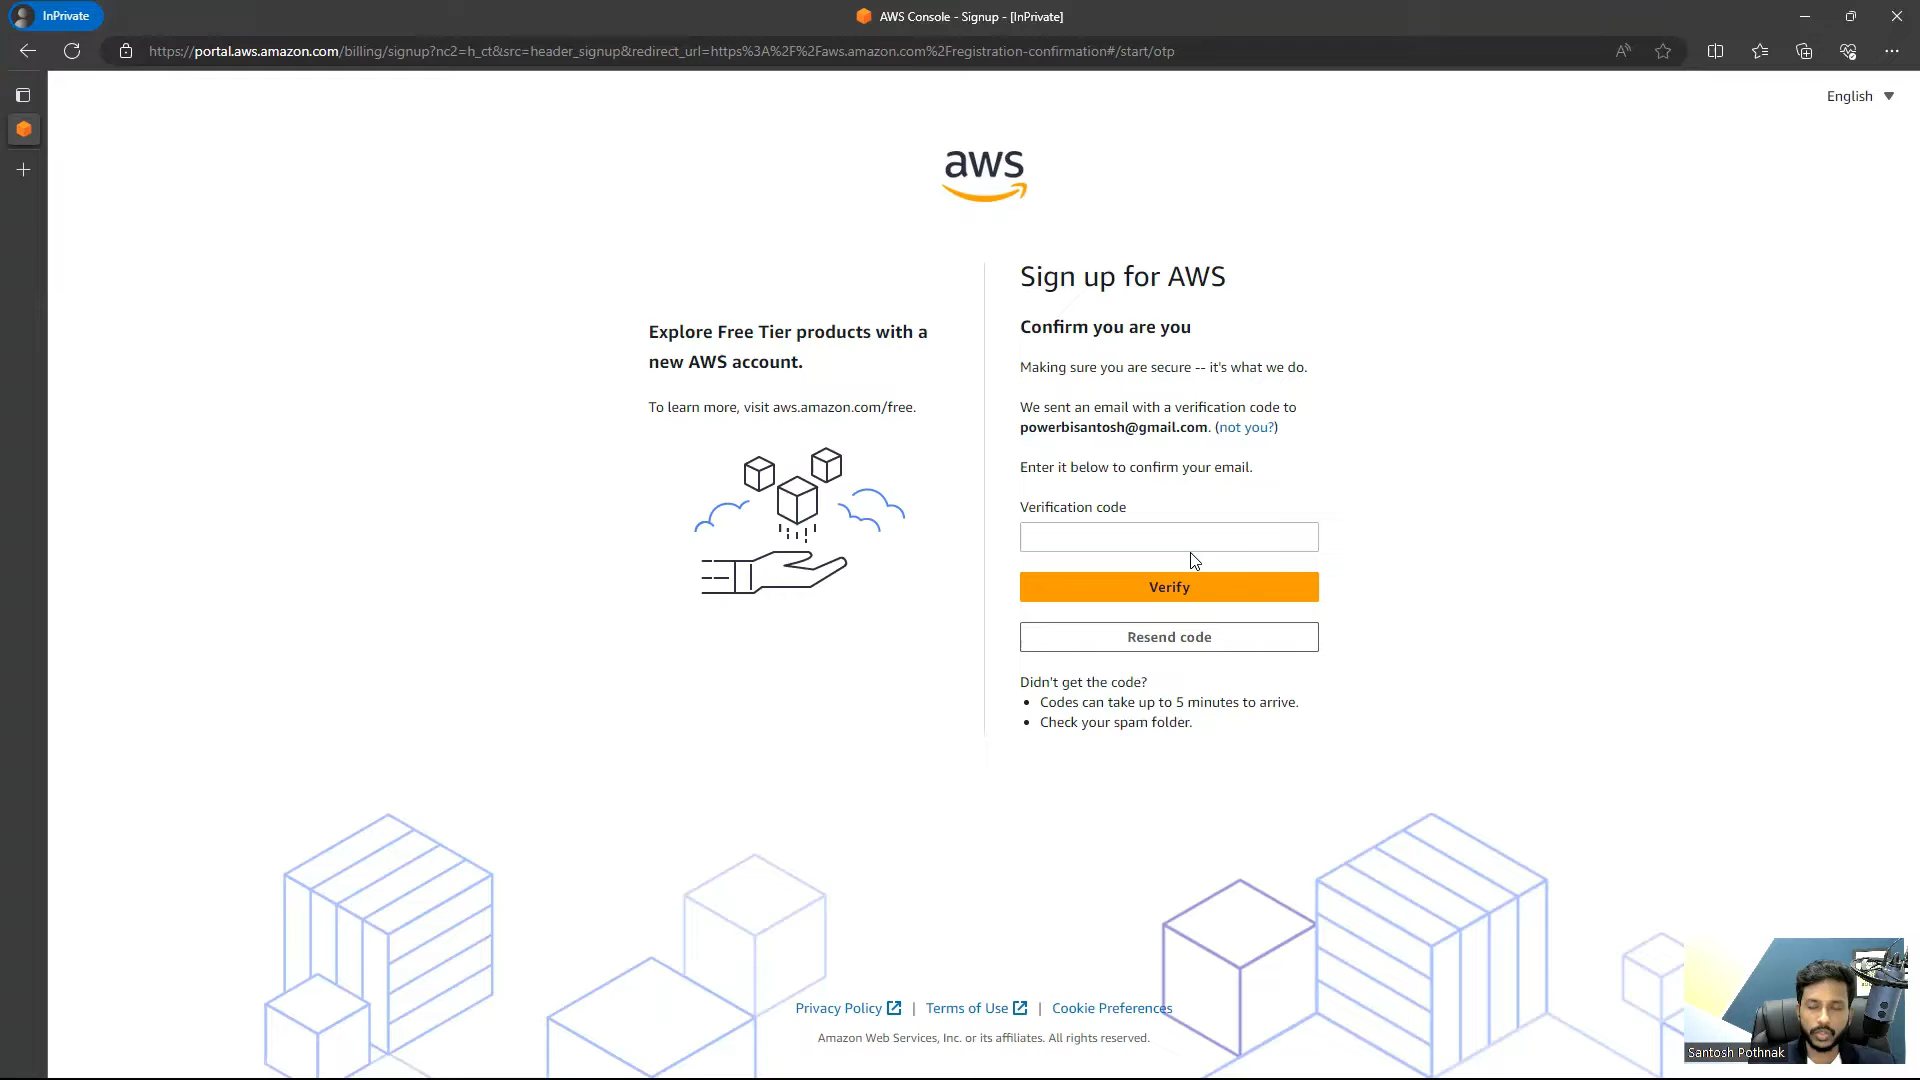 InPrivate
AWS Console - Signup - [InPrivate]
https://portal.aws.amazon.com/billing/signup?nc2=h_ct&src=header_signup&redirect_url=https%3A%2F%2Faws.amazon.com%2Fregistration-confirmation#/start/otp
English
aws
Explore Free Tier products with a
new AWS account.
To learn more, visit aws.amazon.com/free.
Sign up for AWS
Confirm you are you
Making sure you are secure -- it's what we do.
We sent an email with a verification code to
powerbisantosh@gmail.com. (not you?)
Enter it below to confirm your email.
Verification code
Verify
Resend code
Didn't get the code?
• Codes can take up to 5 minutes to arrive.
• Check your spam folder.
Privacy Policy | Terms of Use | Cookie Preferences
Amazon Web Services, Inc. or its affiliates. All rights reserved.
Santosh Pothnak